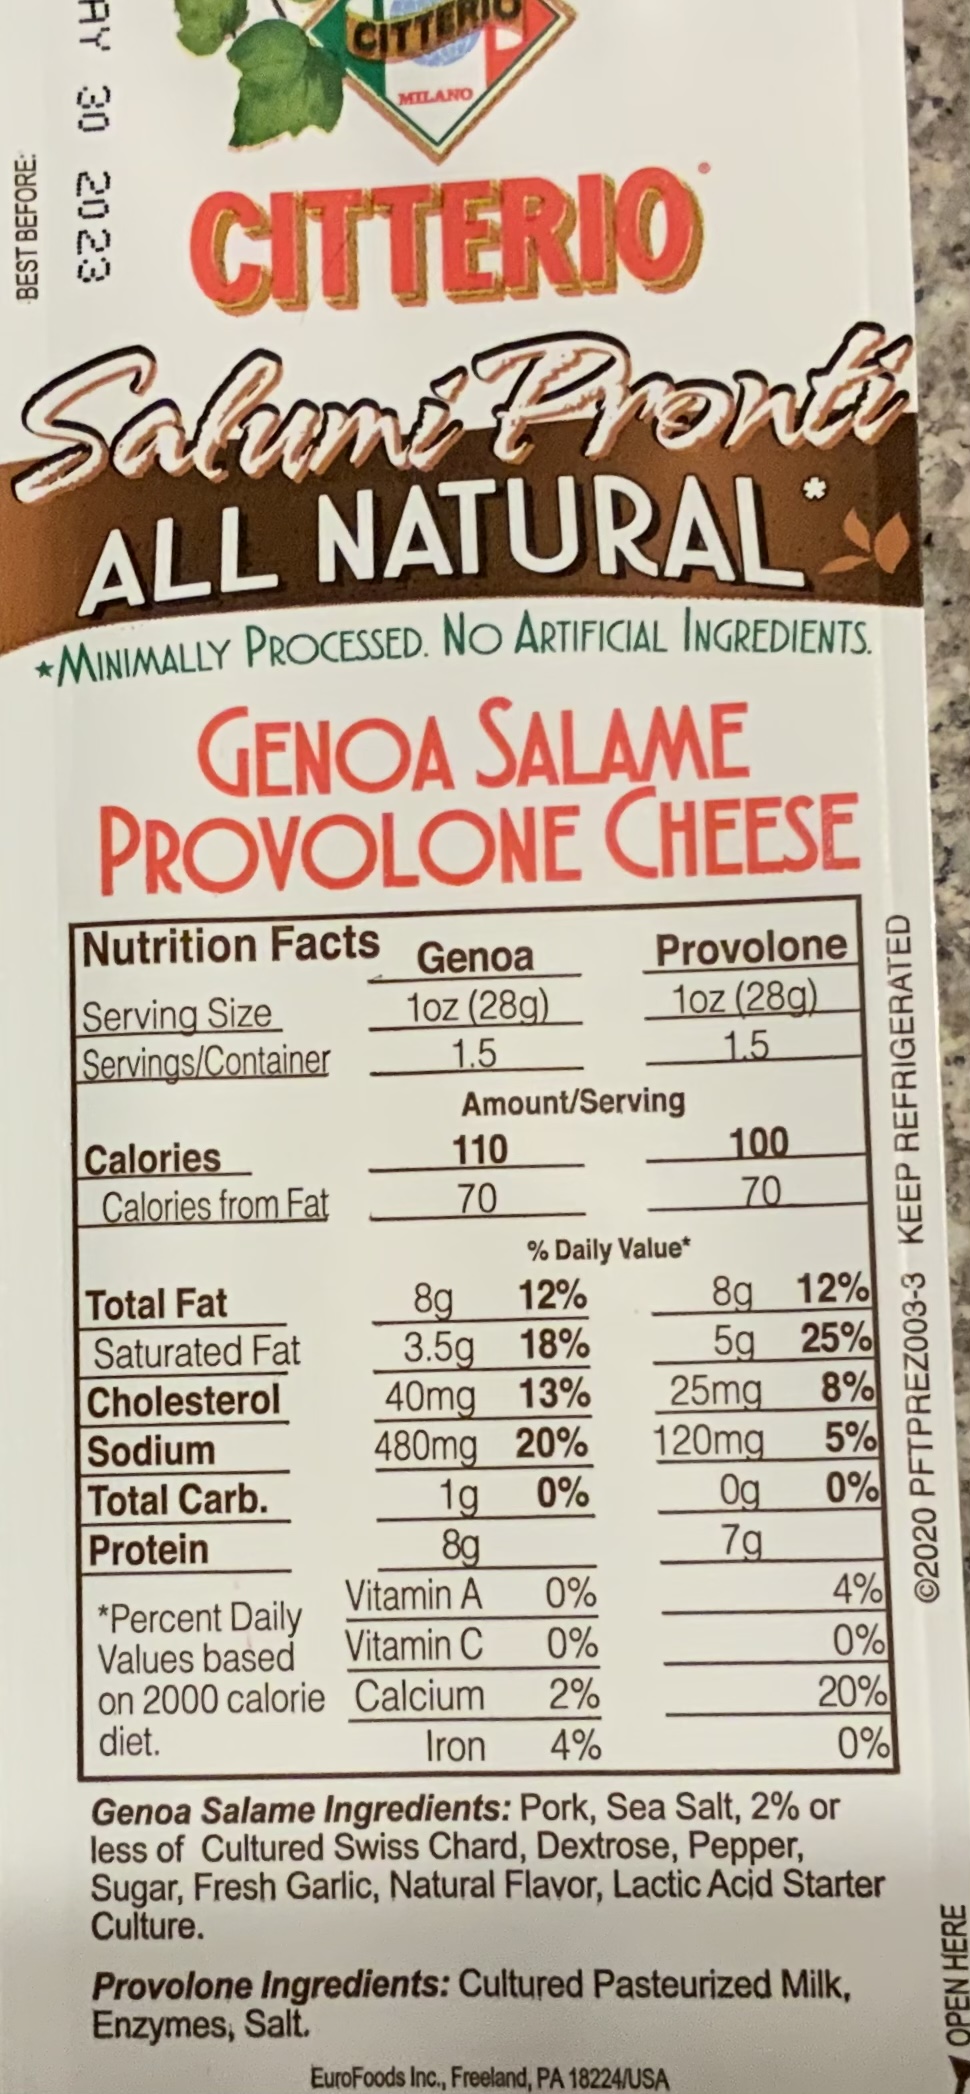 BEST BEFORE:
AY 30 2023
CITTERIO
MILANO
CITTERIO
Salumi Pronti
ALL NATURAL*
*MINIMALLY PROCESSED. NO ARTIFICIAL INGREDIENTS.
GENOA SALAME
PROVOLONE CHEESE
Nutrition Facts Genoa Provolone
Serving Size 1oz (28g) 1oz (28g)
Servings/Container 1.5 1.5
Amount/Serving
Calories 110 100
Calories from Fat 70 70
% Daily Value*
Total Fat 8g 12% 8g 12%
Saturated Fat 3.5g 18% 5g 25%
Cholesterol 40mg 13% 25mg 8%
Sodium 480mg 20% 120mg 5%
Total Carb. 1g 0% 0g 0%
Protein 8g 7g
Vitamin A 0% 4%
Vitamin C 0% 0%
Calcium 2% 20%
Iron 4% 0%
*Percent Daily
Values based
on 2000 calorie
diet.
Genoa Salame Ingredients: Pork, Sea Salt, 2% or
less of Cultured Swiss Chard, Dextrose, Pepper,
Sugar, Fresh Garlic, Natural Flavor, Lactic Acid Starter
Culture.
Provolone Ingredients: Cultured Pasteurized Milk,
Enzymes, Salt.
EuroFoods Inc., Freeland, PA 18224/USA
©2020 PFTPREZ003-3 KEEP REFRIGERATED
OPEN HERE